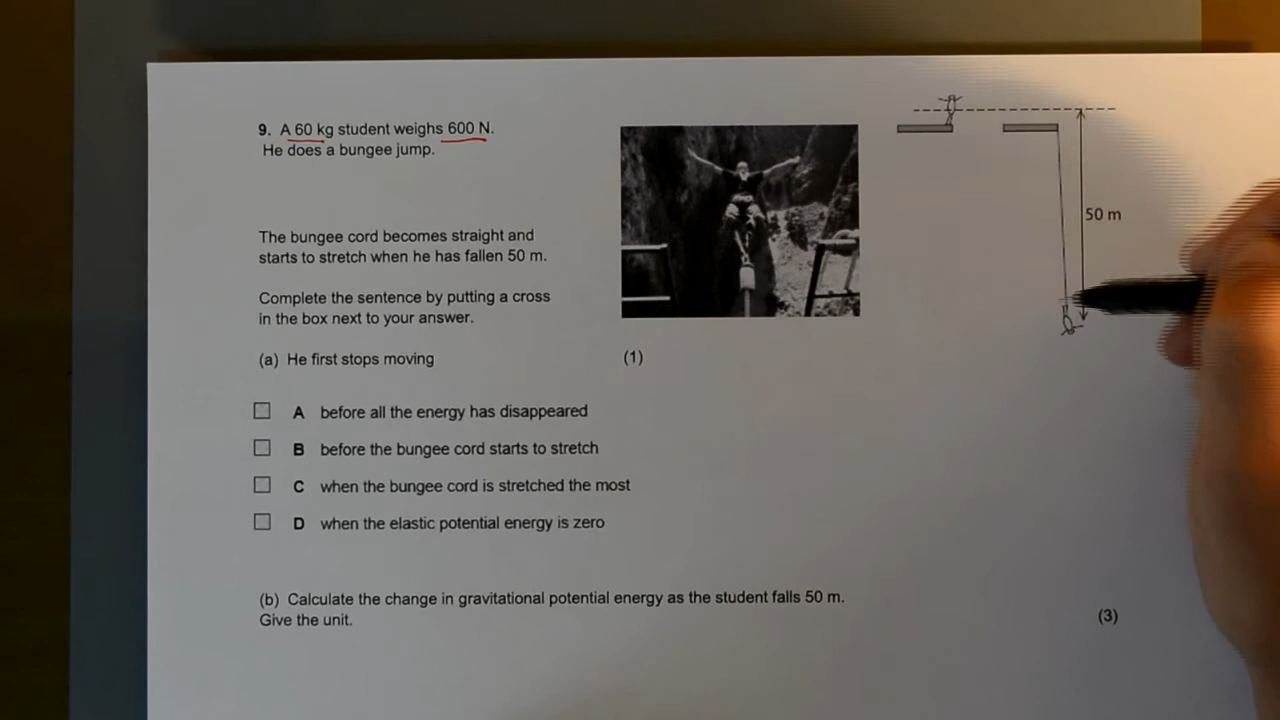 9. A 60 kg student weighs 600 N.
He does a bungee jump.
50 m
The bungee cord becomes straight and
starts to stretch when he has fallen 50 m.
Complete the sentence by putting a cross
in the box next to your answer.
(a) He first stops moving (1)
A before all the energy has disappeared
B before the bungee cord starts to stretch
C when the bungee cord is stretched the most
D when the elastic potential energy is zero
(b) Calculate the change in gravitational potential energy as the student falls 50 m.
Give the unit.
(3)